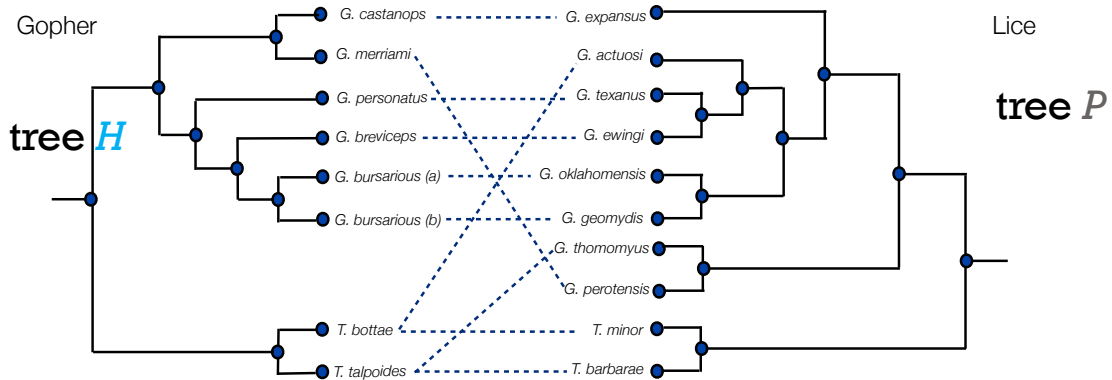 Gopher
Lice
tree H
tree P
G. castanops
G. merriami
G. personatus
G. breviceps
G. bursarious (a)
G. bursarious (b)
T. bottae
T. talpoides
G. expansus
G. actuosi
G. texanus
G. ewingi
G. oklahomensis
G. geomydis
G. thomomyus
G. perotensis
T. minor
T. barbarae